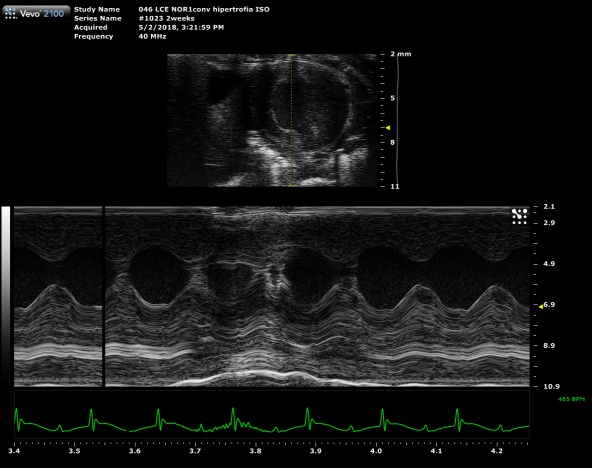 Vevo 2100
Study Name 046 LCE NOR1conv hipertrofia ISO
Series Name #1023 2weeks
Acquired 5/2/2018, 3:21:59 PM
Frequency 40 MHz
2 mm
5
8
11
2.1
2.9
4.9
6.9
8.9
10.9
485 BPM
3.4 3.5 3.6 3.7 3.8 3.9 4.0 4.1 4.2